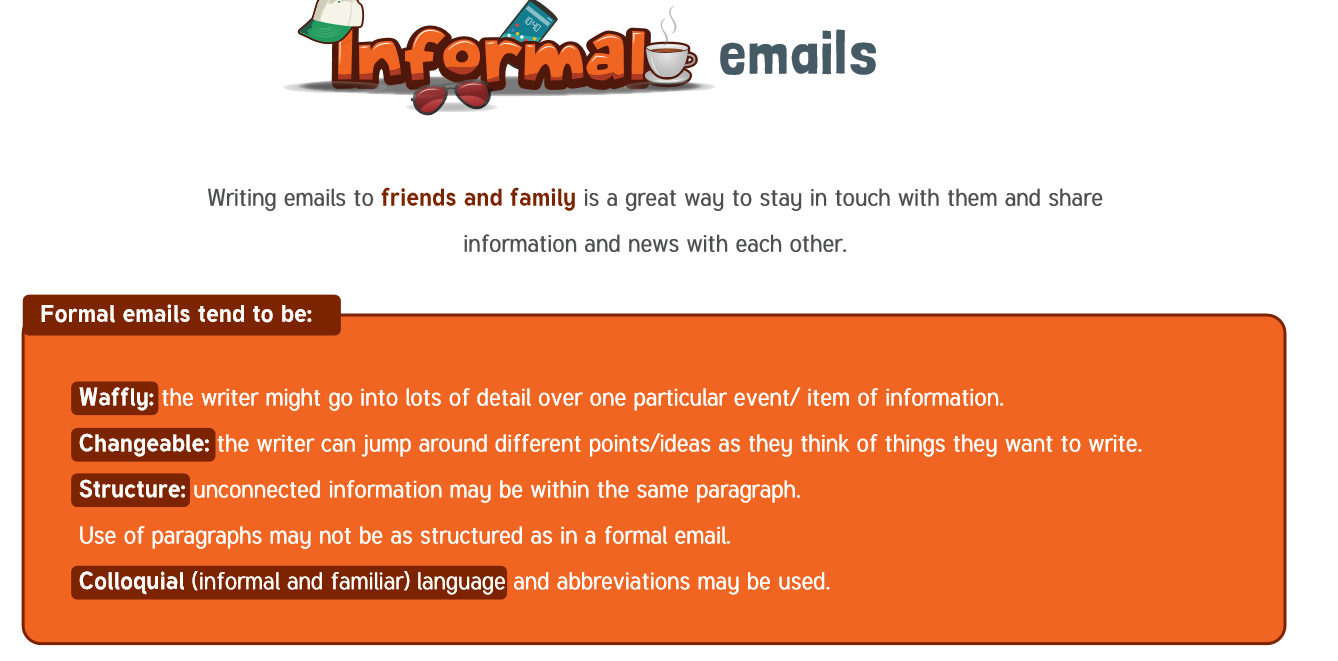 Informal emails
10:40
Writing emails to friends and family is a great way to stay in touch with them and share
information and news with each other.
Formal emails tend to be:
Waffly: the writer might go into lots of detail over one particular event/ item of information.
Changeable: the writer can jump around different points/ideas as they think of things they want to write.
Structure: unconnected information may be within the same paragraph.
Use of paragraphs may not be as structured as in a formal email.
Colloquial (informal and familiar) language and abbreviations may be used.